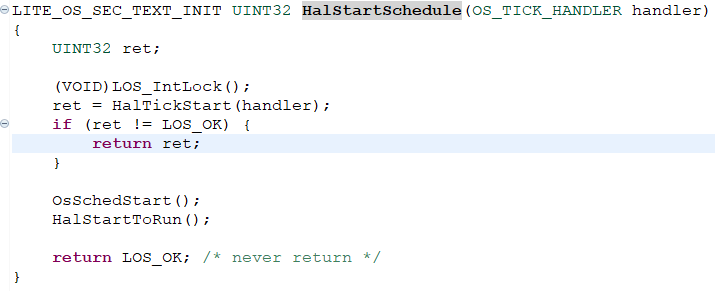 LITE_OS_SEC_TEXT_INIT UINT32 HalStartSchedule(OS_TICK_HANDLER handler)
{
    UINT32 ret;

    (VOID)LOS_IntLock();
    ret = HalTickStart(handler);
    if (ret != LOS_OK) {
        return ret;
    }

    OsSchedStart();
    HalStartToRun();

    return LOS_OK; /* never return */
}